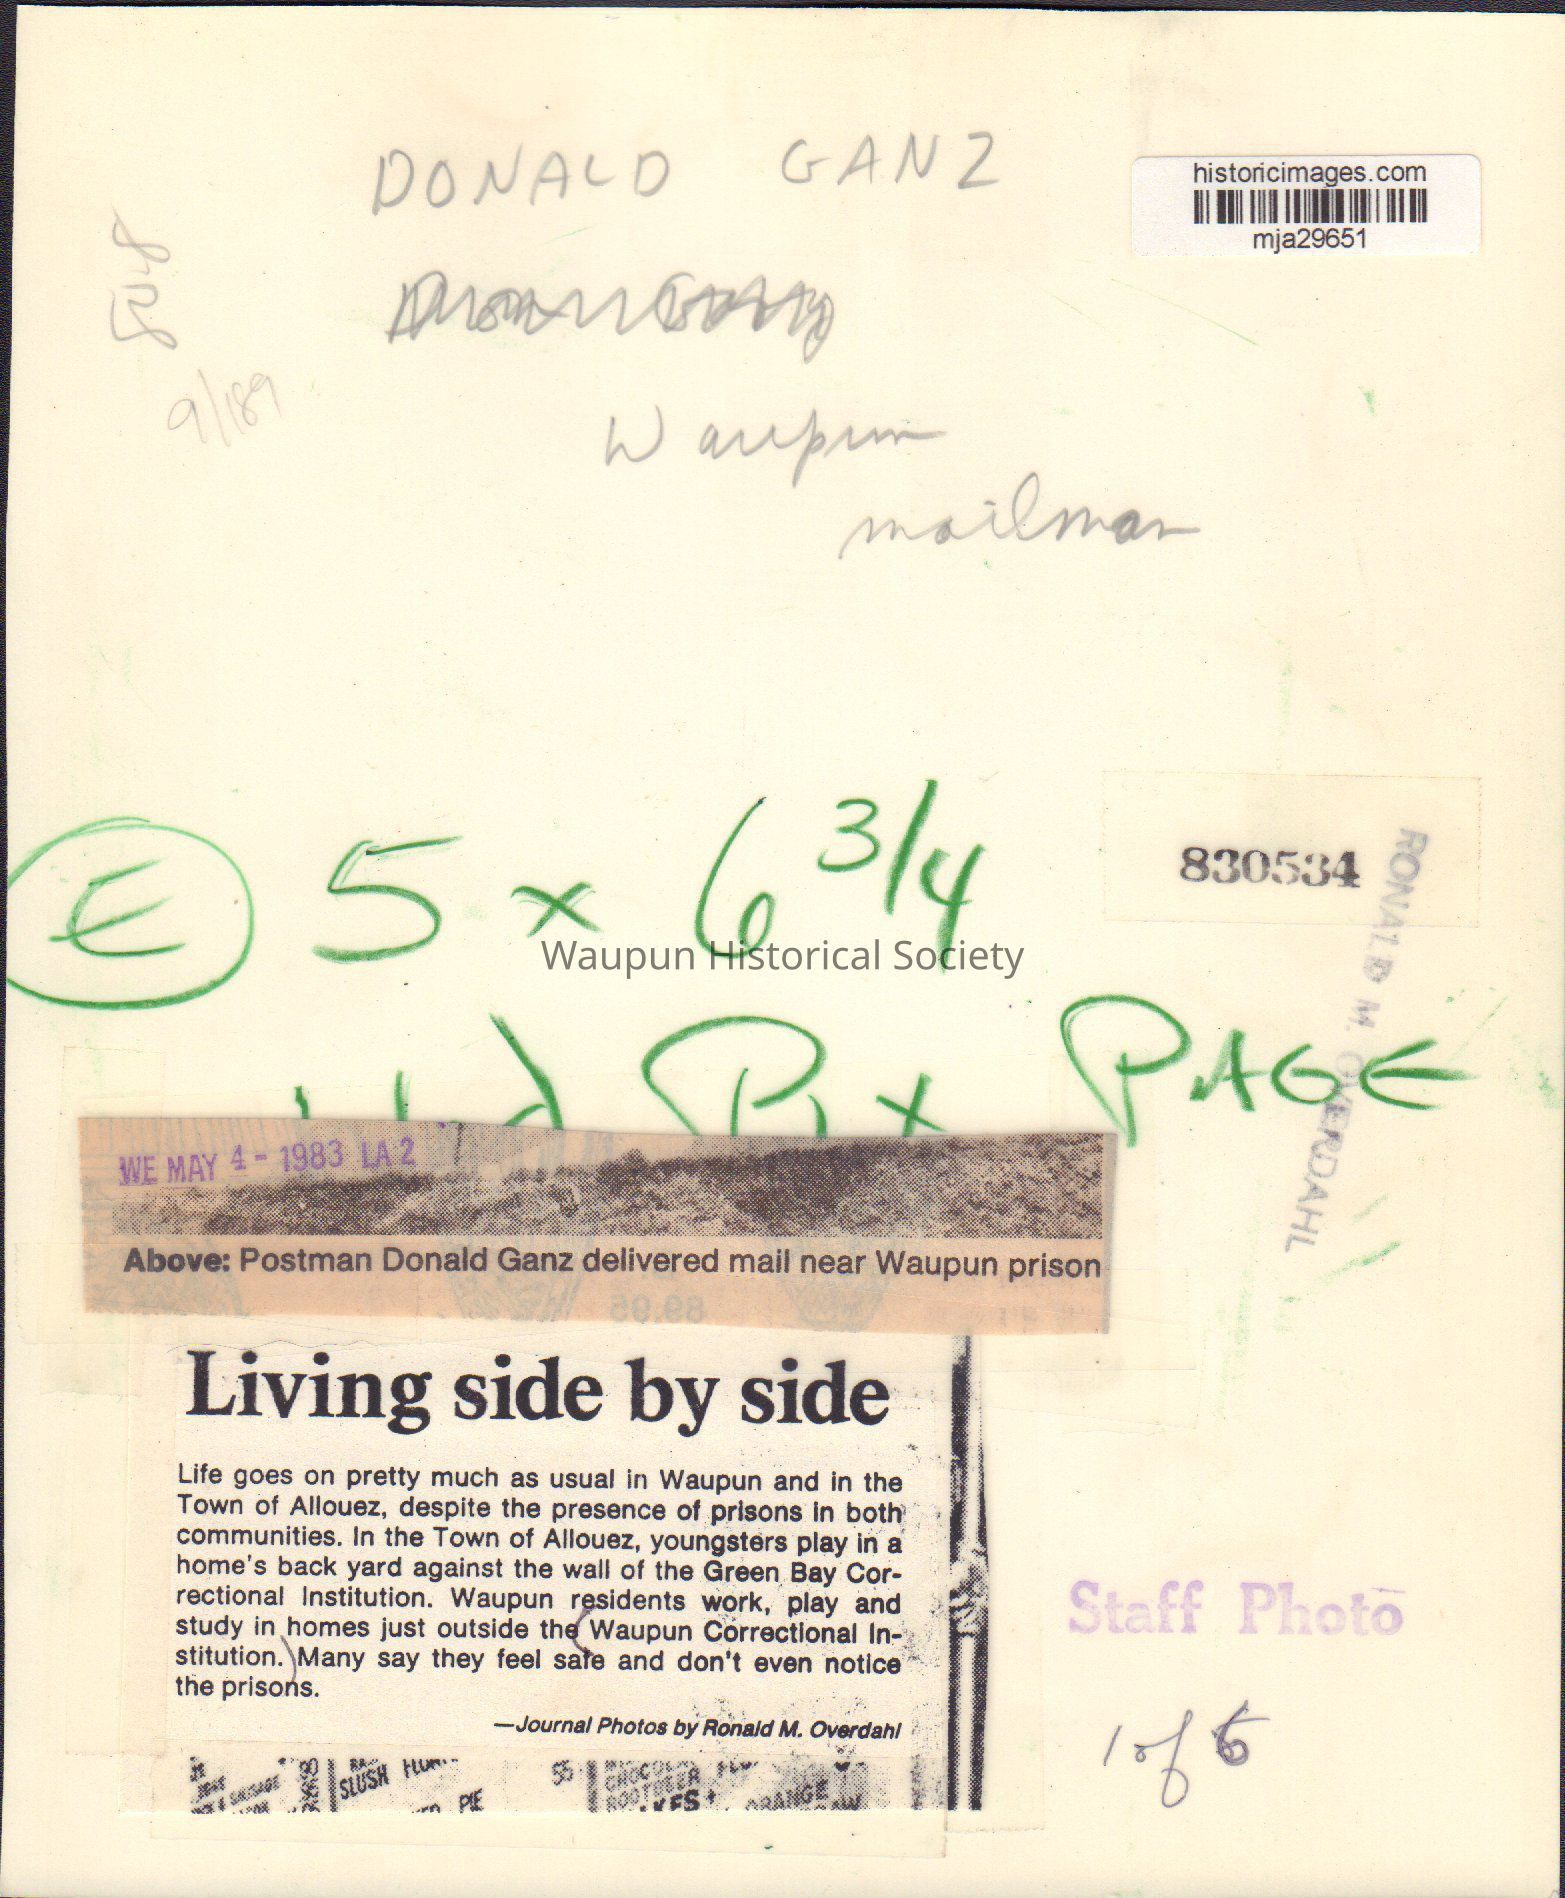 DONALD GANZ
historicimages.com
mja29651
9/189
Waupun
mailman
E 5 x 6 3/4
830534
RONALD M. OVERDAHL
Waupun Historical Society
PAGE
WE MAY 4 - 1983 LA 2
Above: Postman Donald Ganz delivered mail near Waupun prison
69.95
Living side by side
Life goes on pretty much as usual in Waupun and in the
Town of Allouez, despite the presence of prisons in both
communities. In the Town of Allouez, youngsters play in a
home's back yard against the wall of the Green Bay Cor-
rectional Institution. Waupun residents work, play and
study in homes just outside the Waupun Correctional In-
stitution. Many say they feel safe and don't even notice
the prisons.
—Journal Photos by Ronald M. Overdahl
Staff Photo
1 of 6
SLUSH
PIE
ORANGE